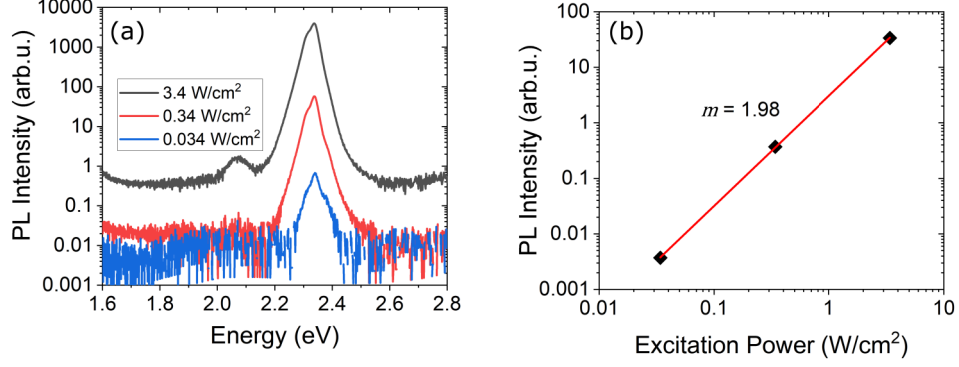 (a)
PL Intensity (arb.u.)
10000
1000
100
10
1
0.1
0.01
0.001
3.4 W/cm²
0.34 W/cm²
0.034 W/cm²
1.6 1.8 2.0 2.2 2.4 2.6 2.8
Energy (eV)
(b)
PL Intensity (arb.u.)
100
10
1
0.1
0.01
0.001
m = 1.98
0.01 0.1 1 10
Excitation Power (W/cm²)